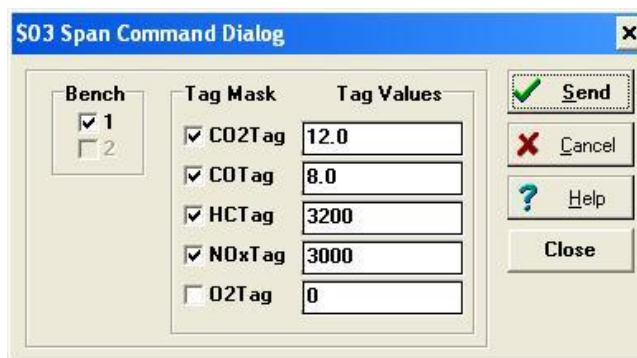 S03 Span Command Dialog
Bench
1
2
Tag Mask Tag Values
CO2Tag 12.0
COTag 8.0
HCTag 3200
NOxTag 3000
O2Tag 0
Send
Cancel
Help
Close